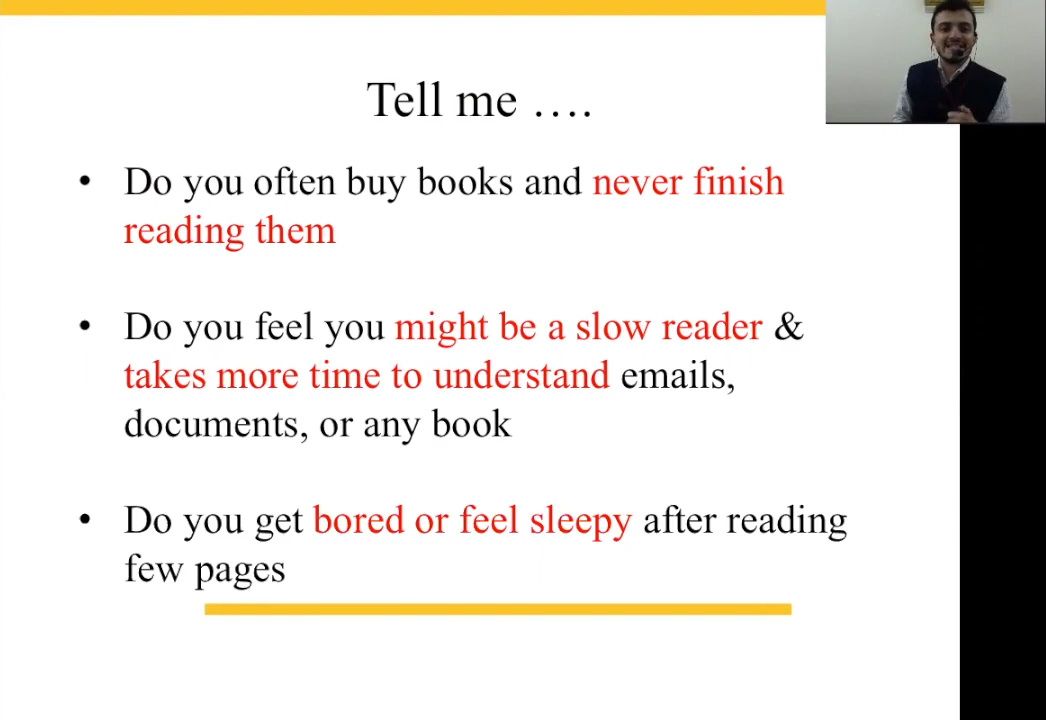 Tell me ….
• Do you often buy books and never finish
reading them
• Do you feel you might be a slow reader &
takes more time to understand emails,
documents, or any book
• Do you get bored or feel sleepy after reading
few pages